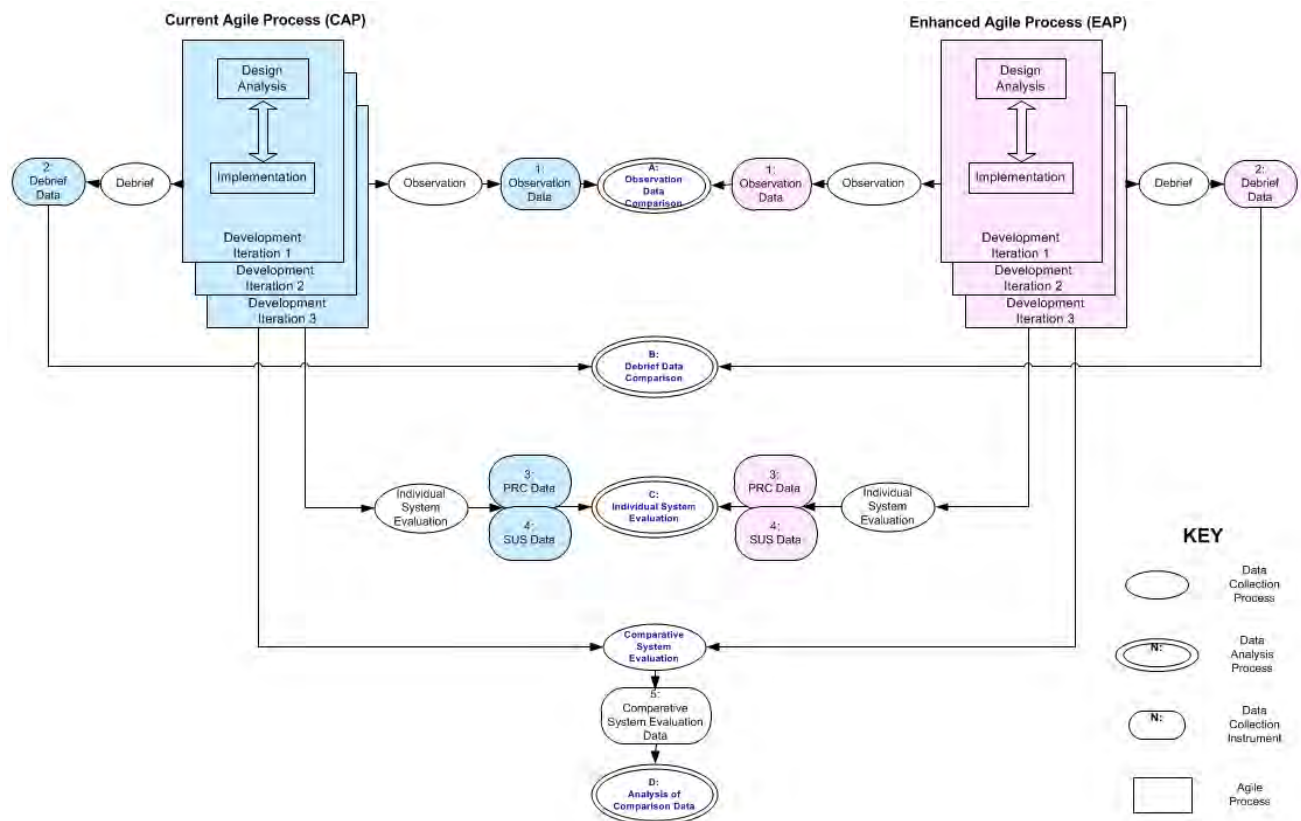 Current Agile Process (CAP)
Enhanced Agile Process (EAP)
Design
Analysis
Implementation
Development
Iteration 1
Development
Iteration 2
Development
Iteration 3
2:
Debrief
Data
Debrief
Observation
1:
Observation
Data
A:
Observation
Data
Comparison
1:
Observation
Data
Observation
Design
Analysis
Implementation
Development
Iteration 1
Development
Iteration 2
Development
Iteration 3
Debrief
2:
Debrief
Data
B:
Debrief Data
Comparison
Individual
System
Evaluation
3:
PRC Data
4:
SUS Data
C:
Individual System
Evaluation
3:
PRC Data
4:
SUS Data
Individual
System
Evaluation
Comparative
System
Evaluation
5:
Comparative
System Evaluation
Data
D:
Analysis of
Comparison Data
KEY
Data
Collection
Process
N:
Data
Analysis
Process
N:
Data
Collection
Instrument
Agile
Process